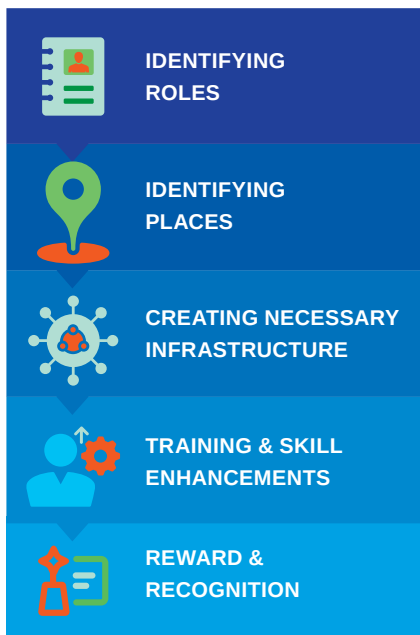 IDENTIFYING
ROLES
IDENTIFYING
PLACES
CREATING NECESSARY
INFRASTRUCTURE
TRAINING & SKILL
ENHANCEMENTS
REWARD &
RECOGNITION